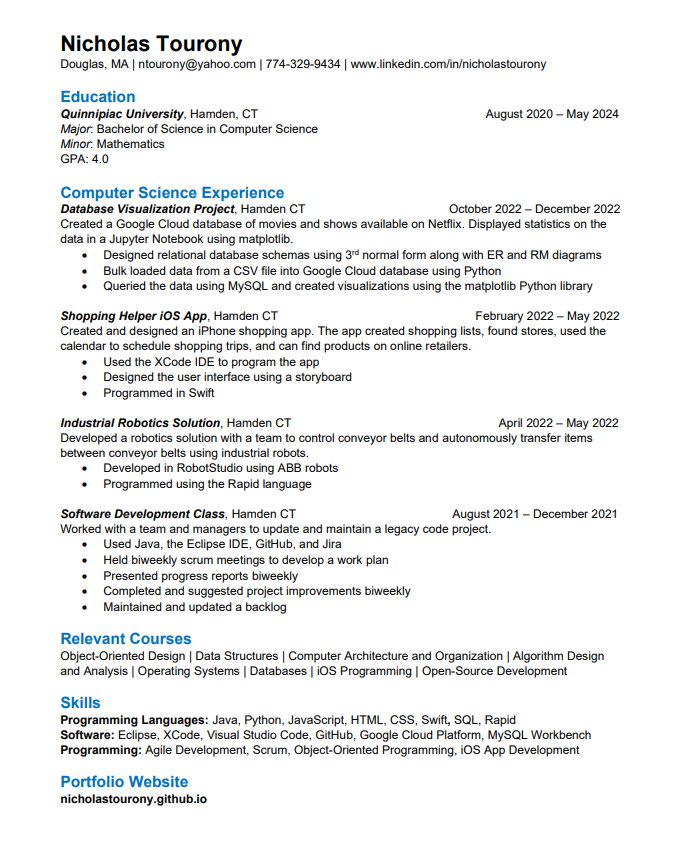 Nicholas Tourony
Douglas, MA | ntourony@yahoo.com | 774-329-9434 | www.linkedin.com/in/nicholastourony
Education
Quinnipiac University, Hamden, CT August 2020 – May 2024
Major: Bachelor of Science in Computer Science
Minor: Mathematics
GPA: 4.0
Computer Science Experience
Database Visualization Project, Hamden CT October 2022 – December 2022
Created a Google Cloud database of movies and shows available on Netflix. Displayed statistics on the
data in a Jupyter Notebook using matplotlib.
• Designed relational database schemas using 3rd normal form along with ER and RM diagrams
• Bulk loaded data from a CSV file into Google Cloud database using Python
• Queried the data using MySQL and created visualizations using the matplotlib Python library
Shopping Helper iOS App, Hamden CT February 2022 – May 2022
Created and designed an iPhone shopping app. The app created shopping lists, found stores, used the
calendar to schedule shopping trips, and can find products on online retailers.
• Used the XCode IDE to program the app
• Designed the user interface using a storyboard
• Programmed in Swift
Industrial Robotics Solution, Hamden CT April 2022 – May 2022
Developed a robotics solution with a team to control conveyor belts and autonomously transfer items
between conveyor belts using industrial robots.
• Developed in RobotStudio using ABB robots
• Programmed using the Rapid language
Software Development Class, Hamden CT August 2021 – December 2021
Worked with a team and managers to update and maintain a legacy code project.
• Used Java, the Eclipse IDE, GitHub, and Jira
• Held biweekly scrum meetings to develop a work plan
• Presented progress reports biweekly
• Completed and suggested project improvements biweekly
• Maintained and updated a backlog
Relevant Courses
Object-Oriented Design | Data Structures | Computer Architecture and Organization | Algorithm Design
and Analysis | Operating Systems | Databases | iOS Programming | Open-Source Development
Skills
Programming Languages: Java, Python, JavaScript, HTML, CSS, Swift, SQL, Rapid
Software: Eclipse, XCode, Visual Studio Code, GitHub, Google Cloud Platform, MySQL Workbench
Programming: Agile Development, Scrum, Object-Oriented Programming, iOS App Development
Portfolio Website
nicholastourony.github.io